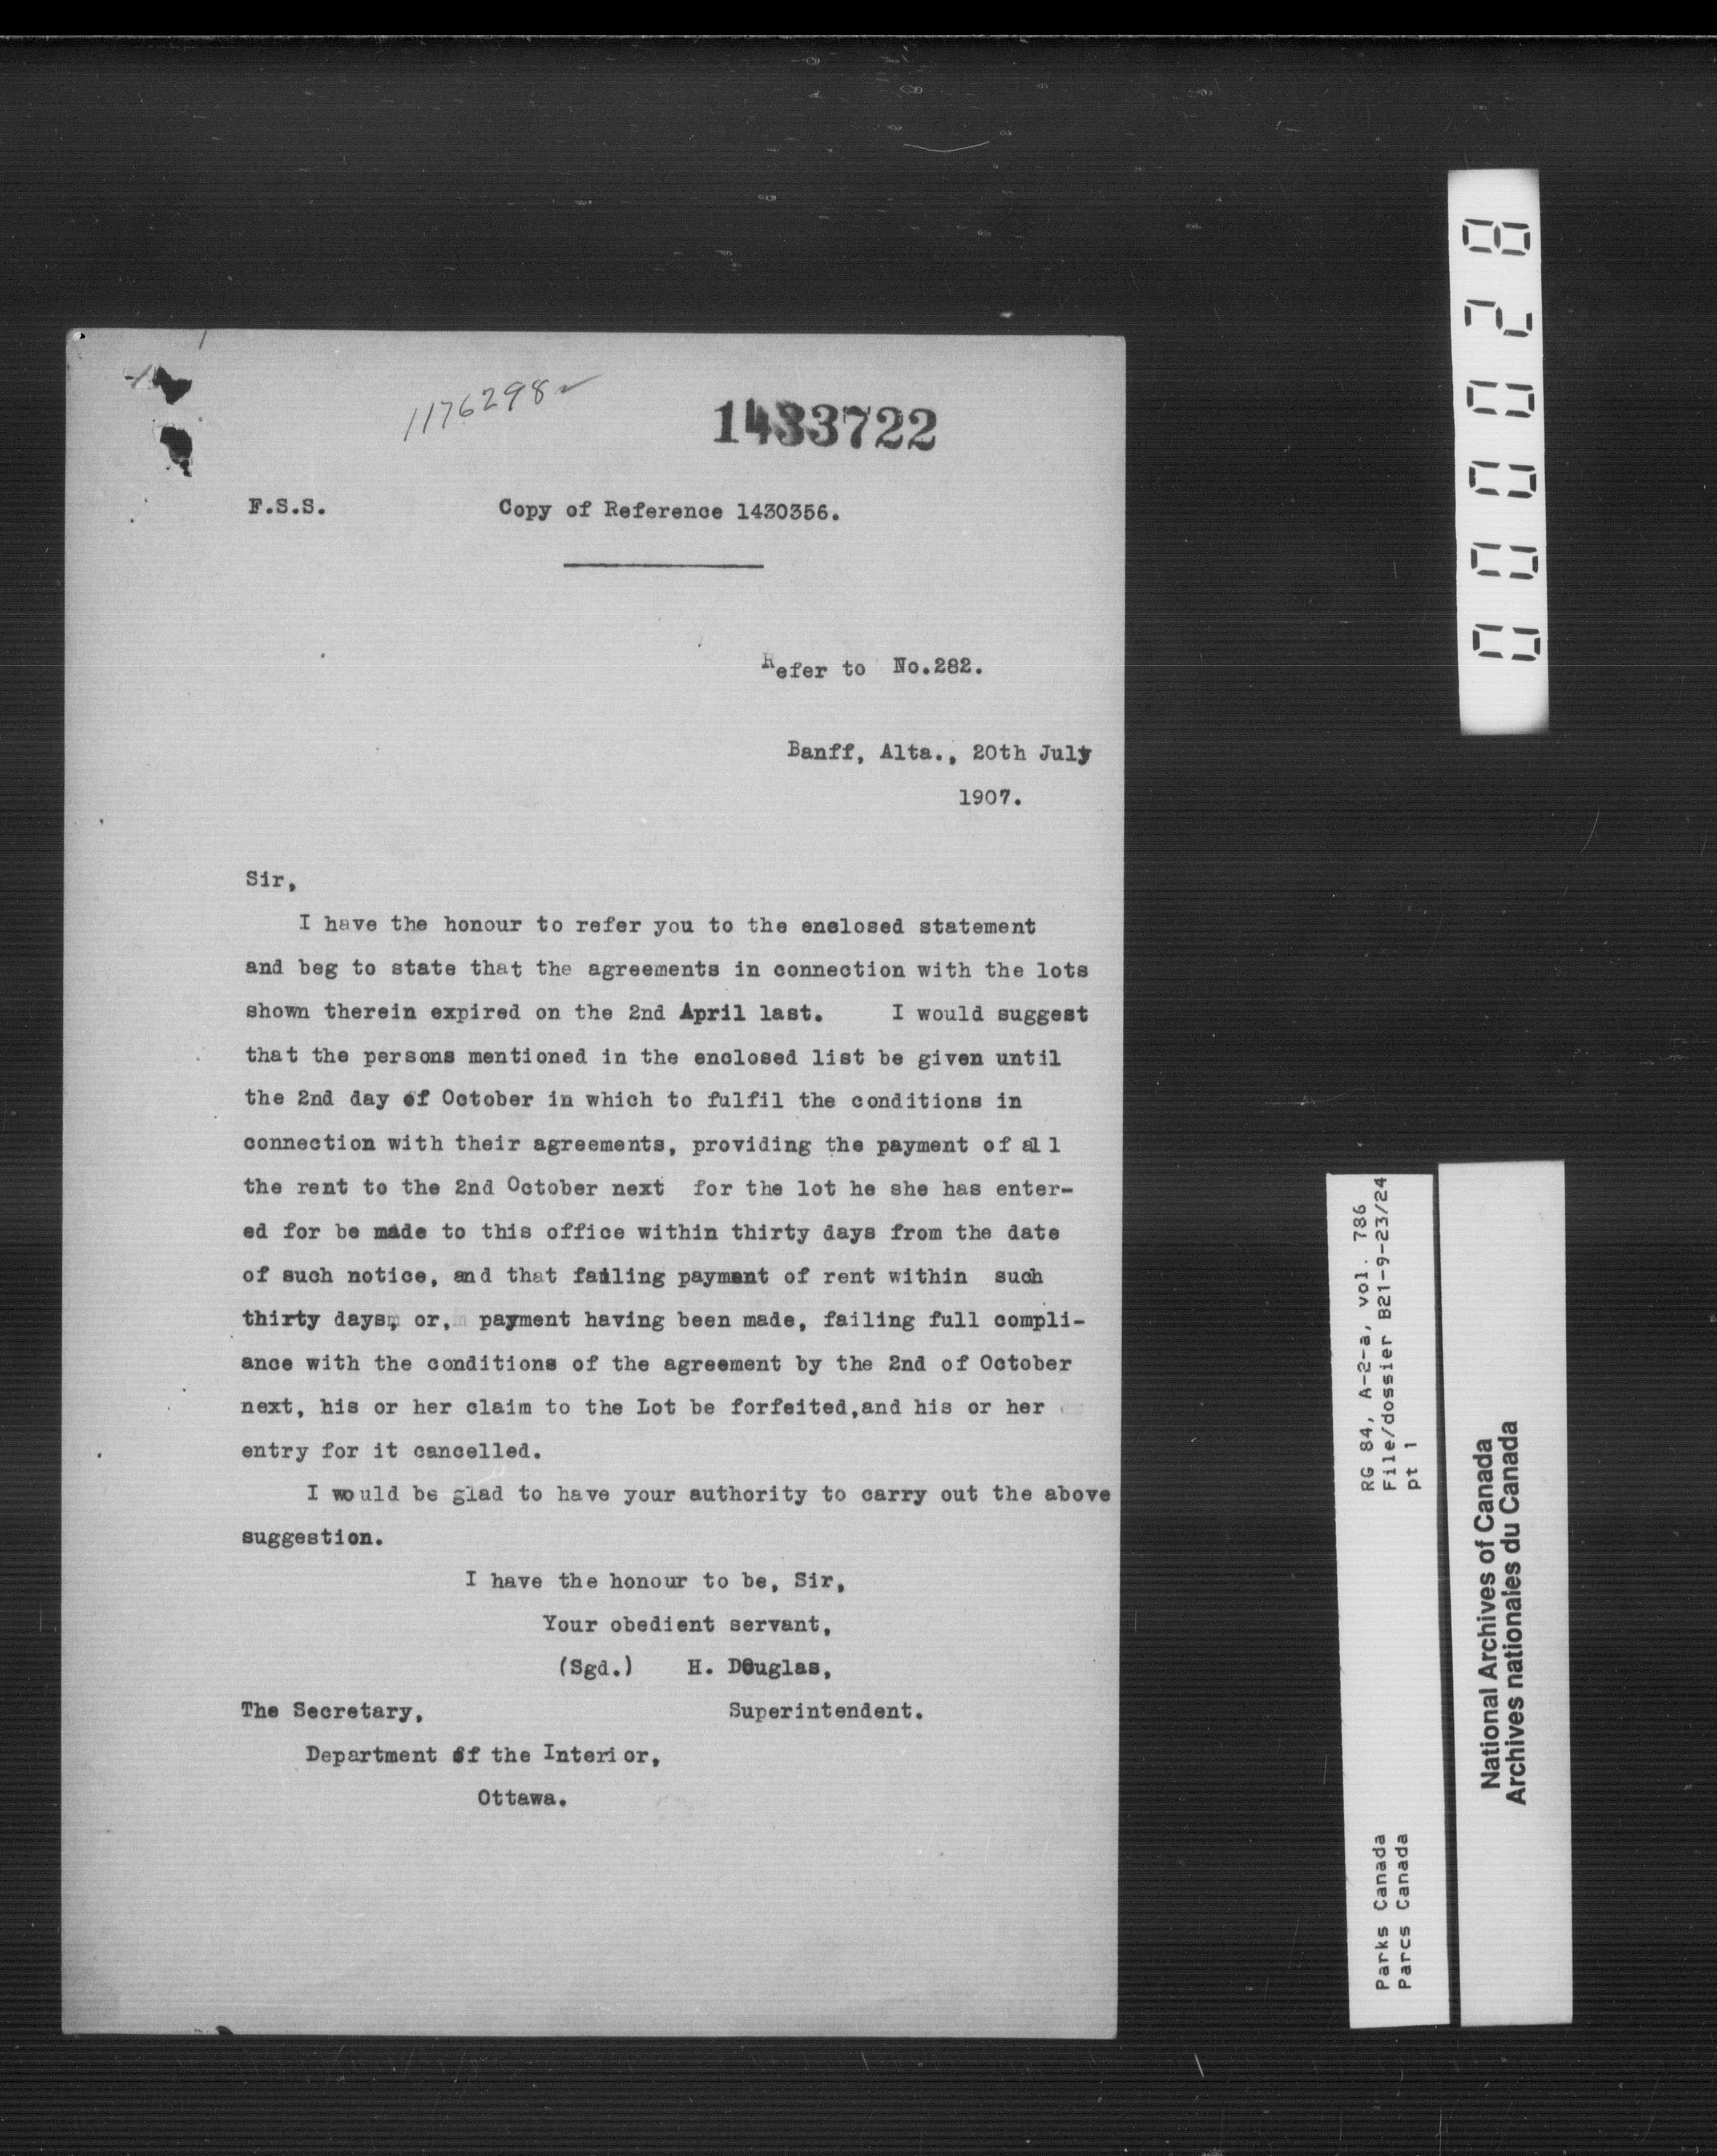 1176298
1433722
F.S.S.
Copy of Reference 1430356.
Refer to No.282.
Banff, Alta., 20th July
1907.
Sir,
I have the honour to refer you to the enclosed statement
and beg to state that the agreements in connection with the lots
shown therein expired on the 2nd April last. I would suggest
that the persons mentioned in the enclosed list be given until
the 2nd day of October in which to fulfil the conditions in
connection with their agreements, providing the payment of all
the rent to the 2nd October next for the lot he she has enter-
ed for be made to this office within thirty days from the date
of such notice, and that failing payment of rent within such
thirty days, or, payment having been made, failing full compli-
ance with the conditions of the agreement by the 2nd of October
next, his or her claim to the Lot be forfeited,and his or her
entry for it cancelled.
I would be glad to have your authority to carry out the above
suggestion.
I have the honour to be, Sir,
Your obedient servant,
(Sgd.) H. Douglas,
The Secretary, Superintendent.
Department of the Interior,
Ottawa.
000028
RG 84, A-2-a, vol. 786
File/dossier B21-9-23/24
pt 1
Parks Canada
Parcs Canada
National Archives of Canada
Archives nationales du Canada